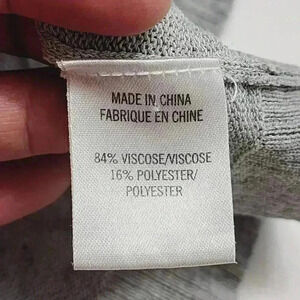 MADE IN CHINA
FABRIQUE EN CHINE
84% VISCOSE/VISCOSE
16% POLYESTER/
POLYESTER